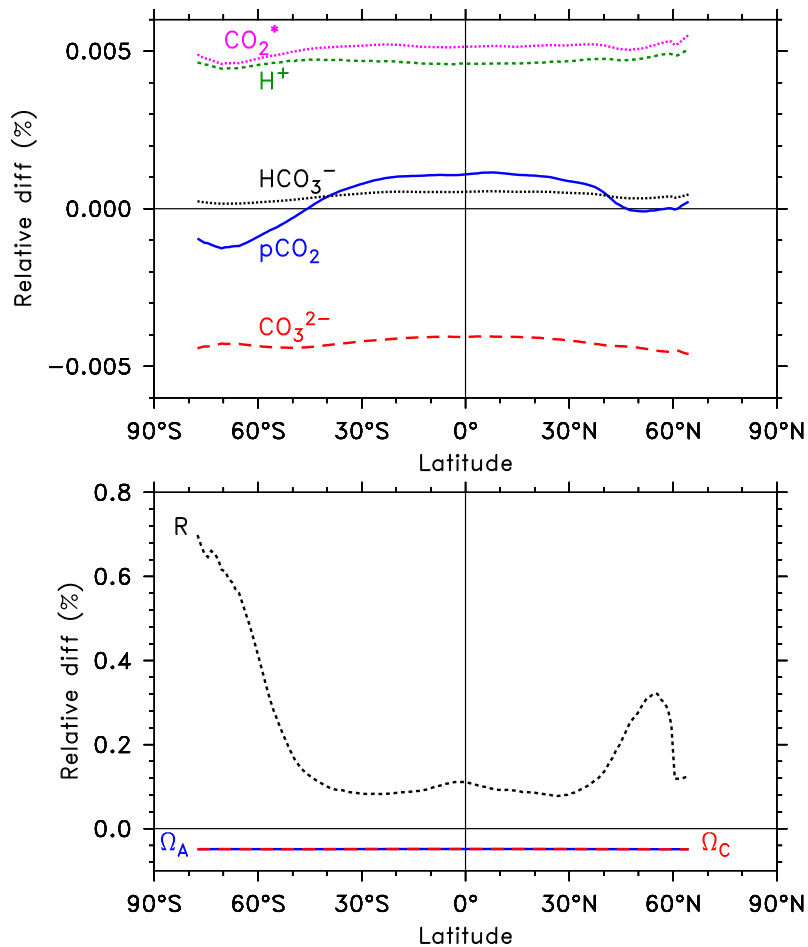 CO₂*
0.005
H⁺
HCO₃⁻
0.000
pCO₂
CO₃²⁻
−0.005
Relative diff (%)
90°S 60°S 30°S 0° 30°N 60°N 90°N
Latitude
0.8
R
0.6
0.4
0.2
0.0
Ω_A Ω_C
Relative diff (%)
90°S 60°S 30°S 0° 30°N 60°N 90°N
Latitude